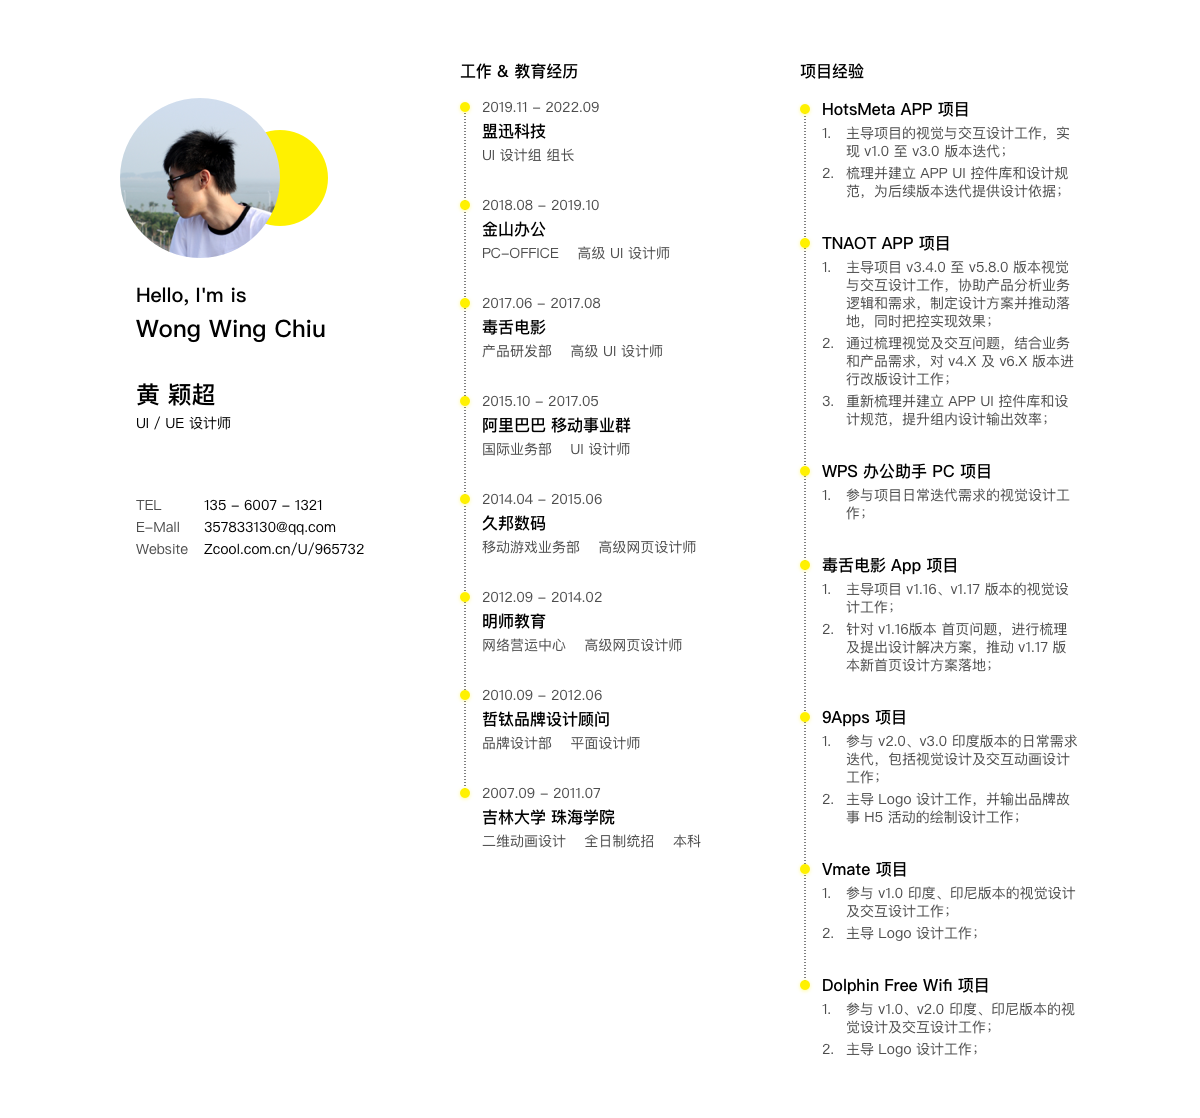 Hello, I'm is
Wong Wing Chiu
黄 颖超
UI / UE 设计师
TEL 135 – 6007 – 1321
E–Mall 357833130@qq.com
Website Zcool.com.cn/U/965732
工作 & 教育经历
2019.11 – 2022.09
盟迅科技
UI 设计组 组长
2018.08 – 2019.10
金山办公
PC–OFFICE 高级 UI 设计师
2017.06 – 2017.08
毒舌电影
产品研发部 高级 UI 设计师
2015.10 – 2017.05
阿里巴巴 移动事业群
国际业务部 UI 设计师
2014.04 – 2015.06
久邦数码
移动游戏业务部 高级网页设计师
2012.09 – 2014.02
明师教育
网络营运中心 高级网页设计师
2010.09 – 2012.06
哲钛品牌设计顾问
品牌设计部 平面设计师
2007.09 – 2011.07
吉林大学 珠海学院
二维动画设计 全日制统招 本科
项目经验
HotsMeta APP 项目
1. 主导项目的视觉与交互设计工作，实
现 v1.0 至 v3.0 版本迭代；
2. 梳理并建立 APP UI 控件库和设计规
范，为后续版本迭代提供设计依据；
TNAOT APP 项目
1. 主导项目 v3.4.0 至 v5.8.0 版本视觉
与交互设计工作，协助产品分析业务
逻辑和需求，制定设计方案并推动落
地，同时把控实现效果；
2. 通过梳理视觉及交互问题，结合业务
和产品需求，对 v4.X 及 v6.X 版本进
行改版设计工作；
3. 重新梳理并建立 APP UI 控件库和设
计规范，提升组内设计输出效率；
WPS 办公助手 PC 项目
1. 参与项目日常迭代需求的视觉设计工
作；
毒舌电影 App 项目
1. 主导项目 v1.16、v1.17 版本的视觉设
计工作；
2. 针对 v1.16版本 首页问题，进行梳理
及提出设计解决方案，推动 v1.17 版
本新首页设计方案落地；
9Apps 项目
1. 参与 v2.0、v3.0 印度版本的日常需求
迭代，包括视觉设计及交互动画设计
工作；
2. 主导 Logo 设计工作，并输出品牌故
事 H5 活动的绘制设计工作；
Vmate 项目
1. 参与 v1.0 印度、印尼版本的视觉设计
及交互设计工作；
2. 主导 Logo 设计工作；
Dolphin Free Wifi 项目
1. 参与 v1.0、v2.0 印度、印尼版本的视
觉设计及交互设计工作；
2. 主导 Logo 设计工作；